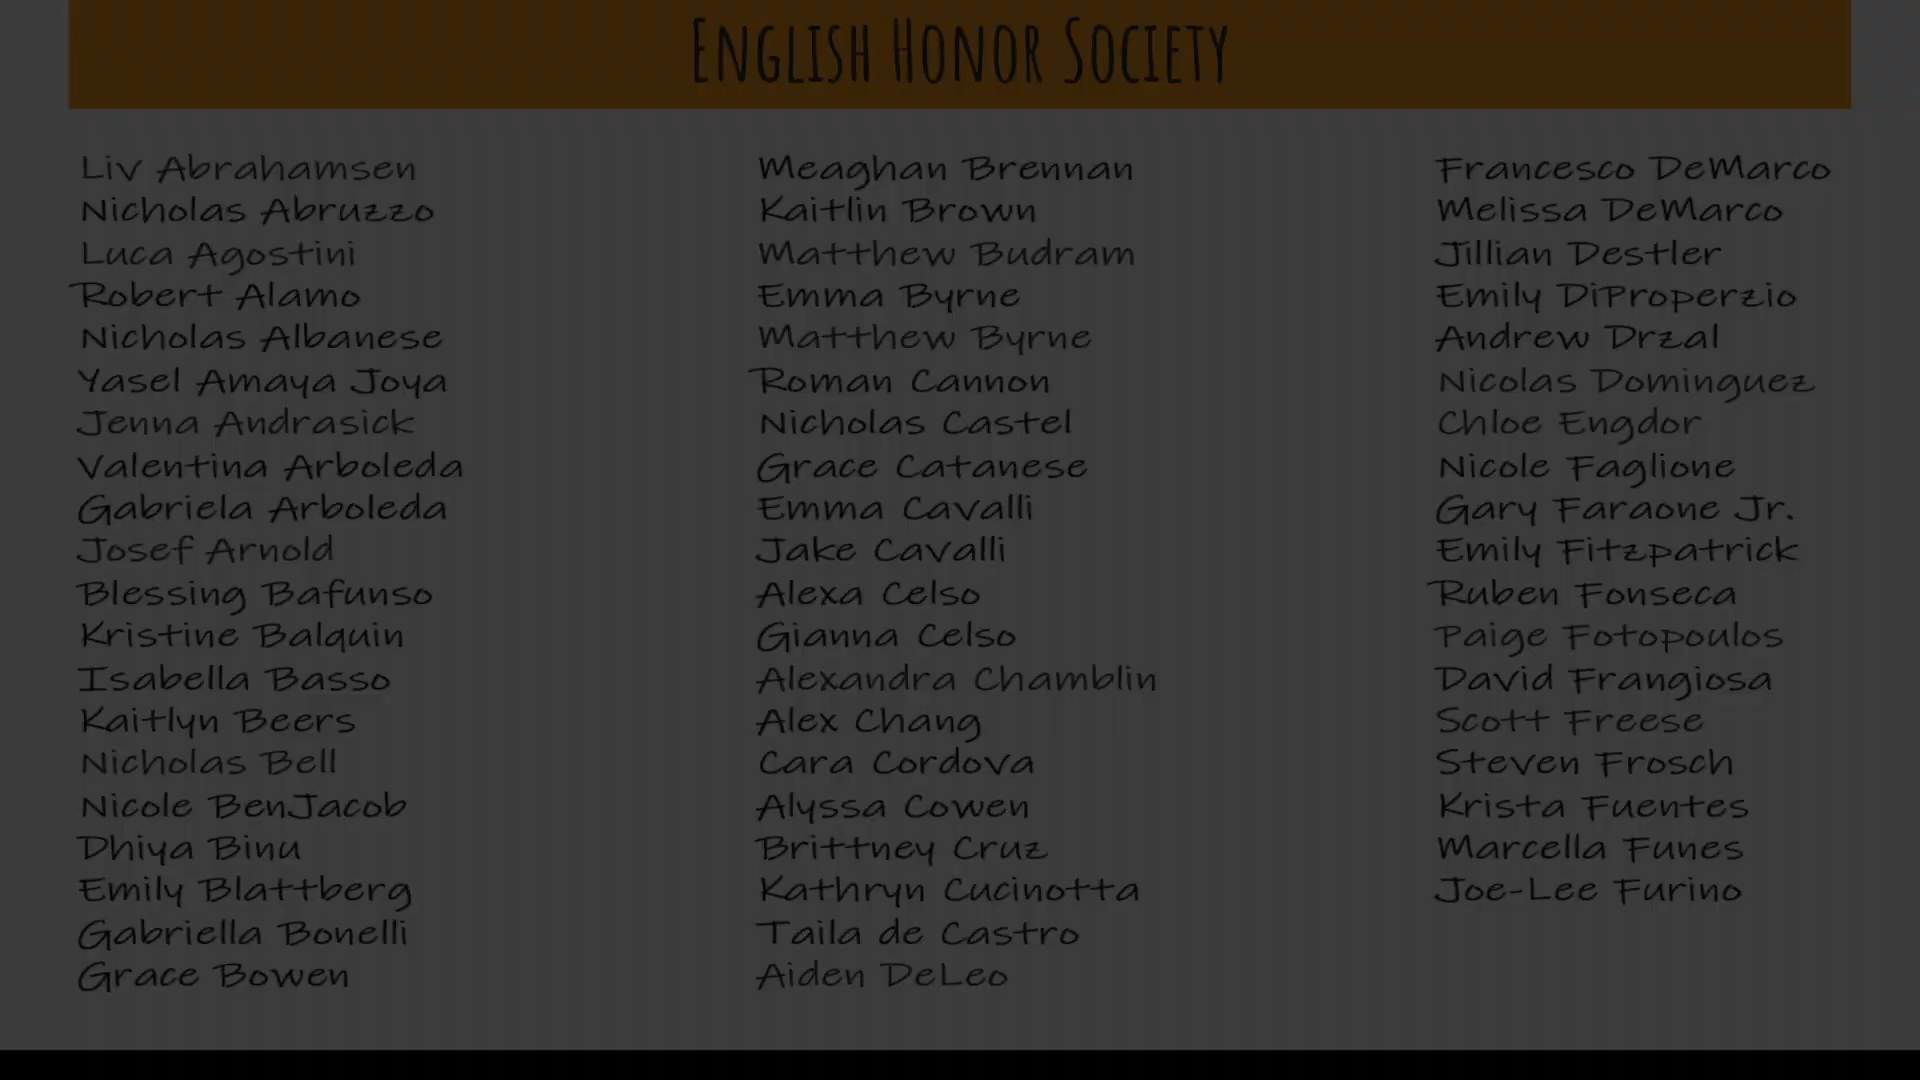 English Honor Society
Liv Abrahamsen
Nicholas Abruzzo
Luca Agostini
Robert Alamo
Nicholas Albanese
Yasel Amaya Joya
Jenna Andrasick
Valentina Arboleda
Gabriela Arboleda
Josef Arnold
Blessing Bafunso
Kristine Balquin
Isabella Basso
Kaitlyn Beers
Nicholas Bell
Nicole BenJacob
Dhiya Binu
Emily Blattberg
Gabriella Bonelli
Grace Bowen
Meaghan Brennan
Kaitlin Brown
Matthew Budram
Emma Byrne
Matthew Byrne
Roman Cannon
Nicholas Castel
Grace Catanese
Emma Cavalli
Jake Cavalli
Alexa Celso
Gianna Celso
Alexandra Chamblin
Alex Chang
Cara Cordova
Alyssa Cowen
Brittney Cruz
Kathryn Cucinotta
Taila de Castro
Aiden DeLeo
Francesco DeMarco
Melissa DeMarco
Jillian Destler
Emily DiProperzio
Andrew Drzal
Nicolas Dominguez
Chloe Engdor
Nicole Faglione
Gary Faraone Jr.
Emily Fitzpatrick
Ruben Fonseca
Paige Fotopoulos
David Frangiosa
Scott Freese
Steven Frosch
Krista Fuentes
Marcella Funes
Joe-Lee Furino